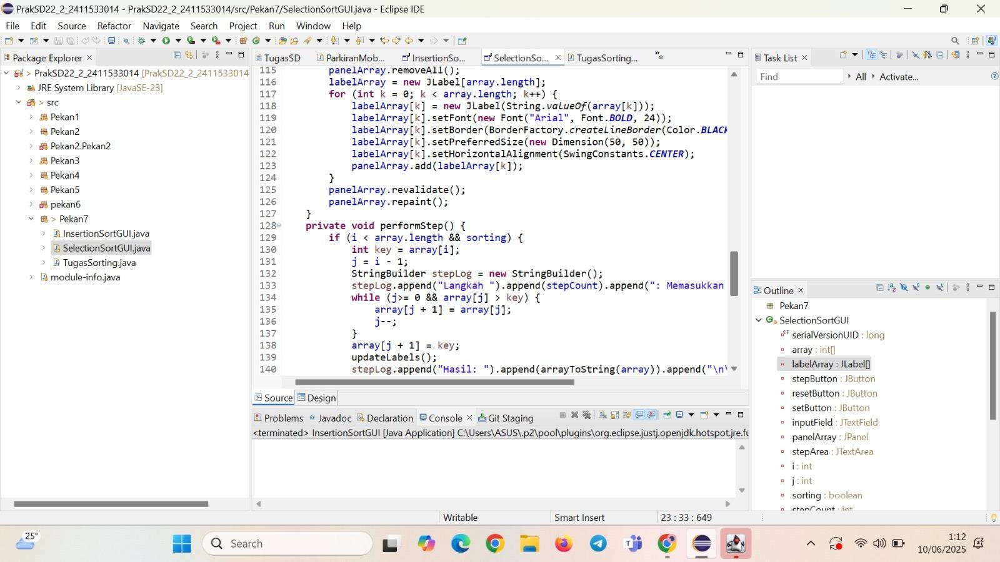 PrakSD22_2_2411533014 - PrakSD22_2_2411533014/src/Pekan7/SelectionSortGUI.java - Eclipse IDE
File Edit Source Refactor Navigate Search Project Run Window Help
Package Explorer
> PrakSD22_2_2411533014 [PrakSD22_2_2411533014
JRE System Library [JavaSE-23]
> src
Pekan1
Pekan2
Pekan2.Pekan2
Pekan3
Pekan4
Pekan5
pekan6
> Pekan7
InsertionSortGUI.java
SelectionSortGUI.java
TugasSorting.java
module-info.java
TugasSD ParkiranMob... InsertionSo... SelectionSo... TugasSorting... »8
115 panelArray.removeAll();
116 labelArray = new JLabel[array.length];
117 for (int k = 0; k < array.length; k++) {
118 labelArray[k] = new JLabel(String.valueOf(array[k]));
119 labelArray[k].setFont(new Font("Arial", Font.BOLD, 24));
120 labelArray[k].setBorder(BorderFactory.createLineBorder(Color.BLACK
121 labelArray[k].setPreferredSize(new Dimension(50, 50));
122 labelArray[k].setHorizontalAlignment(SwingConstants.CENTER);
123 panelArray.add(labelArray[k]);
124 }
125 panelArray.revalidate();
126 panelArray.repaint();
127 }
128 private void performStep() {
129 if (i < array.length && sorting) {
130 int key = array[i];
131 j = i - 1;
132 StringBuilder stepLog = new StringBuilder();
133 stepLog.append("Langkah ").append(stepCount).append(": Memasukkan
134 while (j>= 0 && array[j] > key) {
135 array[j + 1] = array[j];
136 j--;
137 }
138 array[j + 1] = key;
139 updateLabels();
140 stepLog.append("Hasil: ").append(arrayToString(array)).append("\n\
Source Design
Problems Javadoc Declaration Console Git Staging
<terminated> InsertionSortGUI [Java Application] C:\Users\ASUS\.p2\pool\plugins\org.eclipse.justj.openjdk.hotspot.jre.fu
Task List
Find All Activate...
Outline
Pekan7
SelectionSortGUI
serialVersionUID : long
array : int[]
labelArray : JLabel[]
stepButton : JButton
resetButton : JButton
setButton : JButton
inputField : JTextField
panelArray : JPanel
stepArea : JTextArea
i : int
j : int
sorting : boolean
stepCount : int
Writable Smart Insert 23 : 33 : 649
25°
Search
1:12
10/06/2025